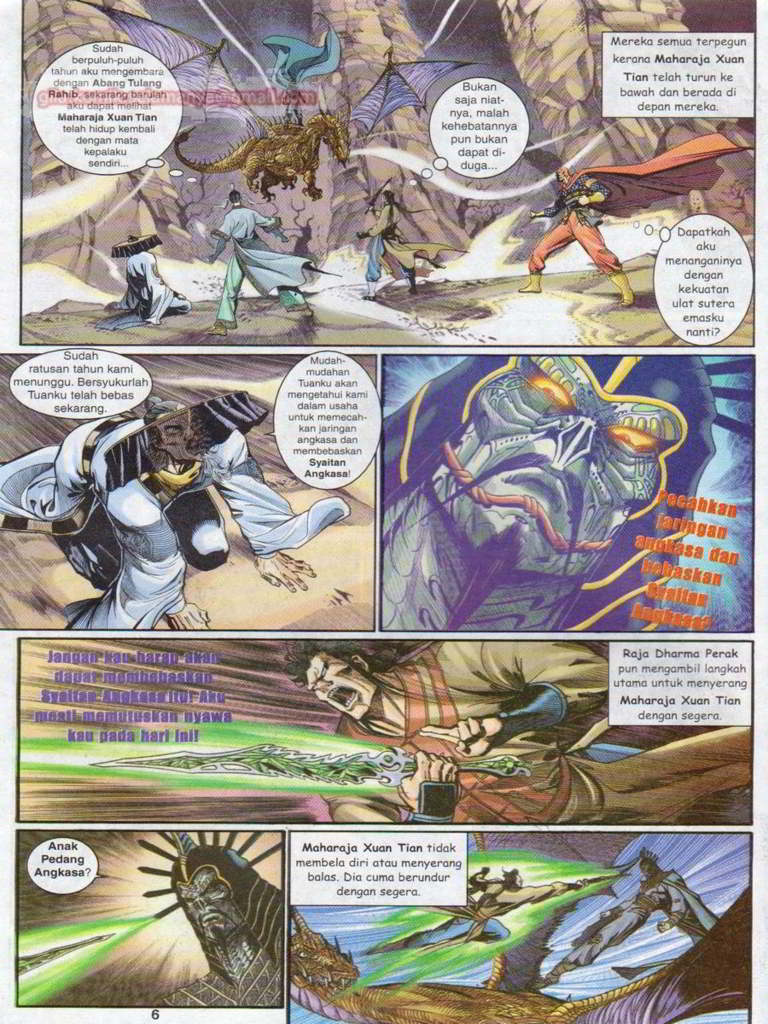 Sudah
berpuluh-puluh
tahun aku mengembara
dengan Abang Tulang
Rahib, sekarang barulah
aku dapat melihat
Maharaja Xuan Tian
telah hidup kembali
dengan mata
kepalaku
sendiri...
Bukan
saja niat-
nya, malah
kehebatannya
pun bukan
dapat di-
duga...
Mereka semua terpegun
kerana Maharaja Xuan
Tian telah turun ke
bawah dan berada di
depan mereka.
Dapatkah
aku
menanganinya
dengan
kekuatan
ulat sutera
emasku
nanti?
Sudah
ratusan tahun kami
menunggu. Bersyukurlah
Tuanku telah bebas
sekarang.
Mudah-
mudahan
Tuanku akan
mengetahui kami
dalam usaha
untuk memecah-
kan jaringan
angkasa dan
membebaskan
Syaitan
Angkasa!
Pecahkan
jaringan
angkasa dan
bebaskan
Syaitan
Angkasa?
Jangan kau harap akan
dapat membebaskan
Syaitan Angkasa itu! Aku
mesti memutuskan nyawa
kau pada hari ini!
Raja Dharma Perak
pun mengambil langkah
utama untuk menyerang
Maharaja Xuan Tian
dengan segera.
Anak
Pedang
Angkasa?
Maharaja Xuan Tian tidak
membela diri atau menyerang
balas. Dia cuma berundur
dengan segera.
6